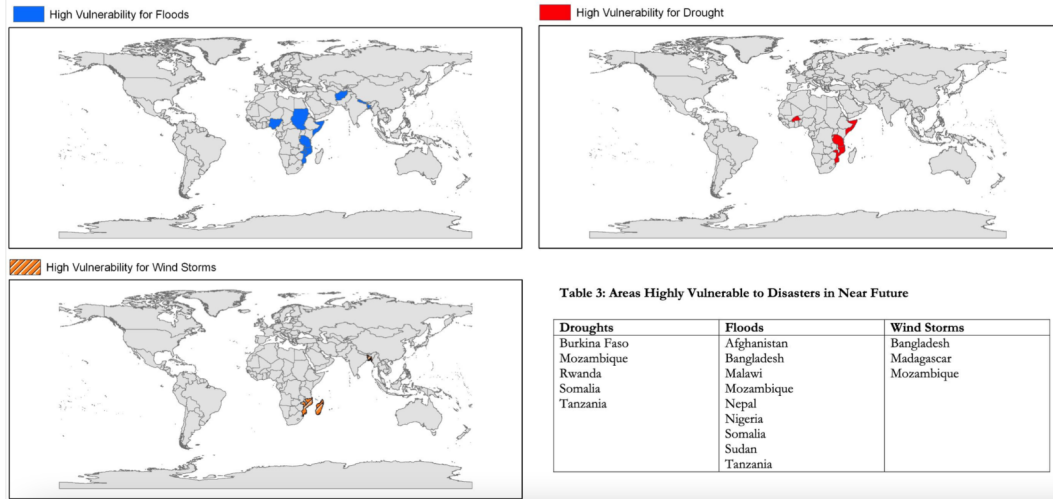 High Vulnerability for Floods
High Vulnerability for Drought
High Vulnerability for Wind Storms
Table 3: Areas Highly Vulnerable to Disasters in Near Future
Droughts Floods Wind Storms
Burkina Faso Afghanistan Bangladesh
Mozambique Bangladesh Madagascar
Rwanda Malawi Mozambique
Somalia Mozambique
Tanzania Nepal
Nigeria
Somalia
Sudan
Tanzania